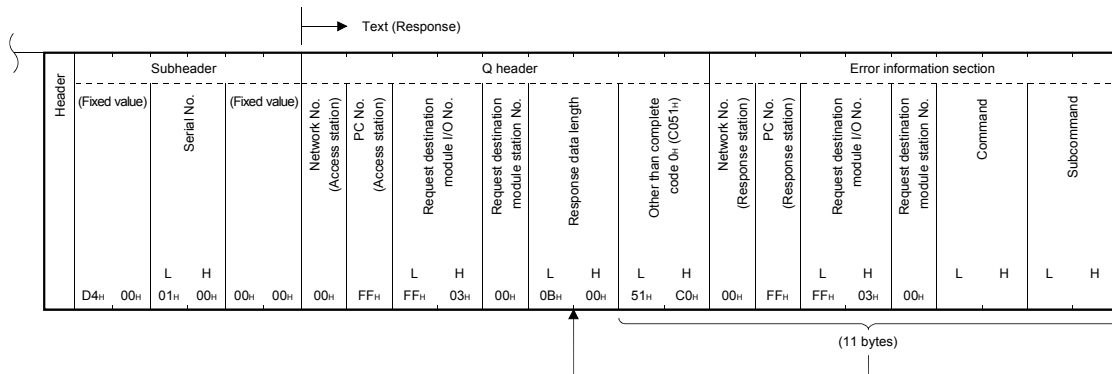 Text (Response)
Header
Subheader
Q header
Error information section
(Fixed value)
Serial No.
(Fixed value)
Network No.
(Access station)
PC No.
(Access station)
Request destination
module I/O No.
Request destination
module station No.
Response data length
Other than complete
code 0H (C051H)
Network No.
(Response station)
PC No.
(Response station)
Request destination
module I/O No.
Request destination
module station No.
Command
Subcommand
L H L H L H L H L H L H L H
D4H 00H 01H 00H 00H 00H 00H FFH FFH 03H 00H 0BH 00H 51H C0H 00H FFH FFH 03H 00H
(11 bytes)